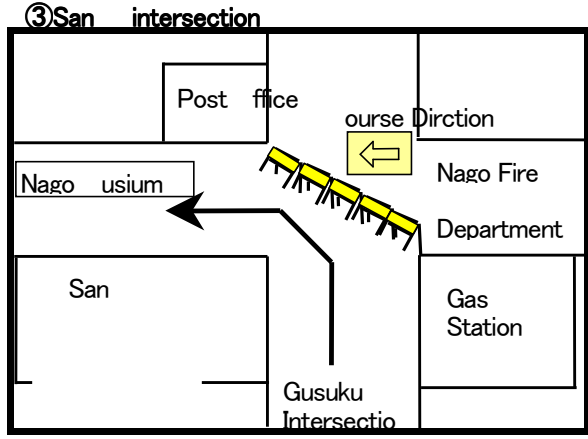 ③San intersection
Post ffice
ourse Dirction
Nago Fire
Department
Nago usium
San
Gas
Station
Gusuku
Intersectio